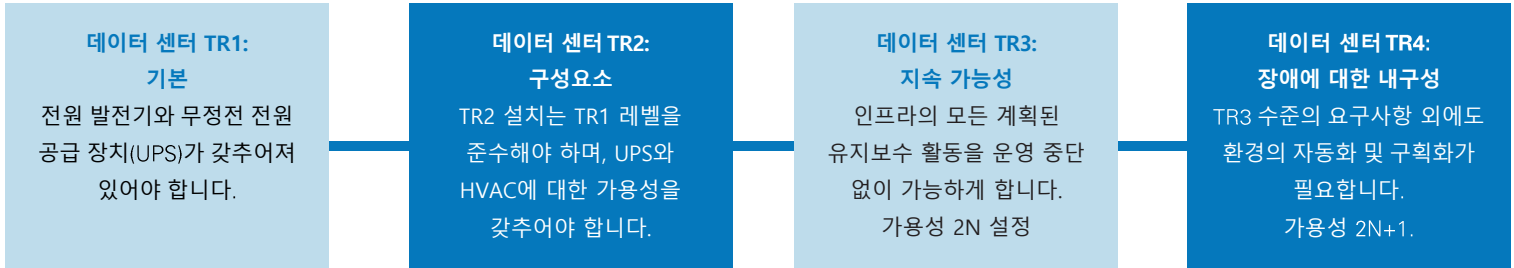 데이터 센터 TR1:
기본
전원 발전기와 무정전 전원
공급 장치(UPS)가 갖추어져
있어야 합니다.
데이터 센터 TR2:
구성요소
TR2 설치는 TR1 레벨을
준수해야 하며, UPS와
HVAC에 대한 가용성을
갖추어야 합니다.
데이터 센터 TR3:
지속 가능성
인프라의 모든 계획된
유지보수 활동을 운영 중단
없이 가능하게 합니다.
가용성 2N 설정
데이터 센터 TR4:
장애에 대한 내구성
TR3 수준의 요구사항 외에도
환경의 자동화 및 구획화가
필요합니다.
가용성 2N+1.